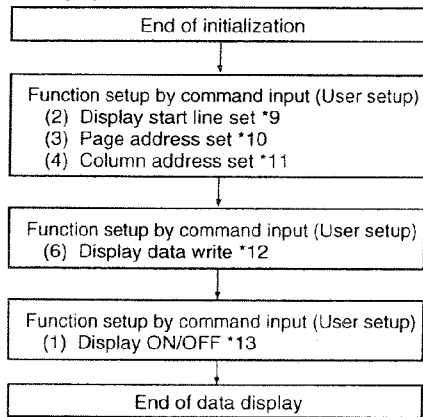 End of initialization
Function setup by command input (User setup)
(2) Display start line set *9
(3) Page address set *10
(4) Column address set *11
Function setup by command input (User setup)
(6) Display data write *12
Function setup by command input (User setup)
(1) Display ON/OFF *13
End of data display